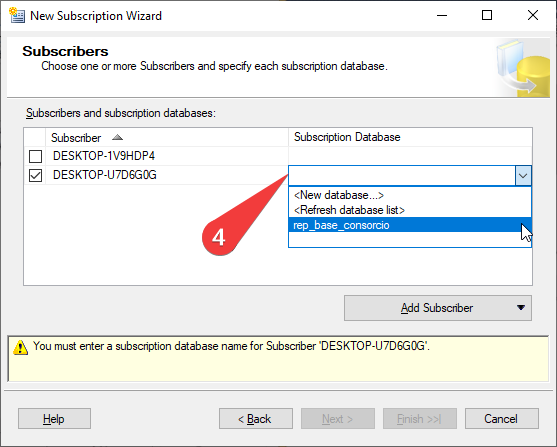 New Subscription Wizard
Subscribers
Choose one or more Subscribers and specify each subscription database.
Subscribers and subscription databases:
Subscriber Subscription Database
DESKTOP-1V9HDP4
DESKTOP-U7D6G0G
<New database...>
<Refresh database list>
rep_base_consorcio
4
Add Subscriber
You must enter a subscription database name for Subscriber 'DESKTOP-U7D6G0G'.
Help < Back Next > Finish >>| Cancel